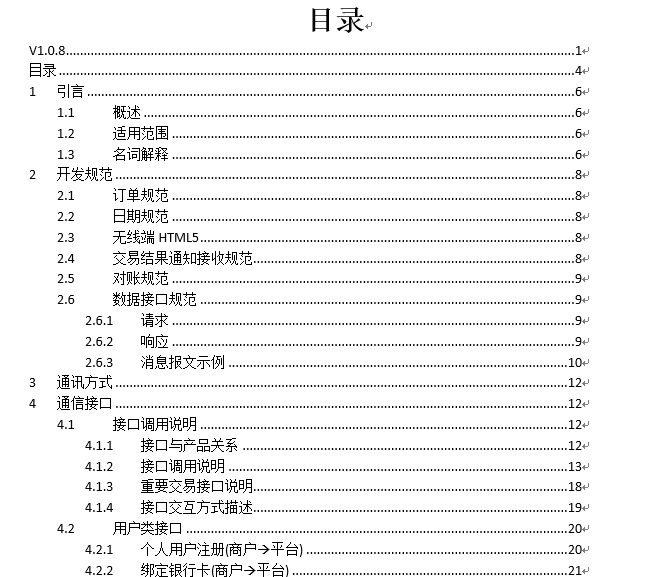 目录
V1.0.8 1
目录 4
1 引言 6
1.1 概述 6
1.2 适用范围 6
1.3 名词解释 6
2 开发规范 8
2.1 订单规范 8
2.2 日期规范 8
2.3 无线端 HTML5 8
2.4 交易结果通知接收规范 8
2.5 对账规范 9
2.6 数据接口规范 9
2.6.1 请求 9
2.6.2 响应 9
2.6.3 消息报文示例 10
3 通讯方式 12
4 通信接口 12
4.1 接口调用说明 12
4.1.1 接口与产品关系 12
4.1.2 接口调用说明 13
4.1.3 重要交易接口说明 18
4.1.4 接口交互方式描述 19
4.2 用户类接口 20
4.2.1 个人用户注册(商户→平台) 20
4.2.2 绑定银行卡(商户→平台) 21